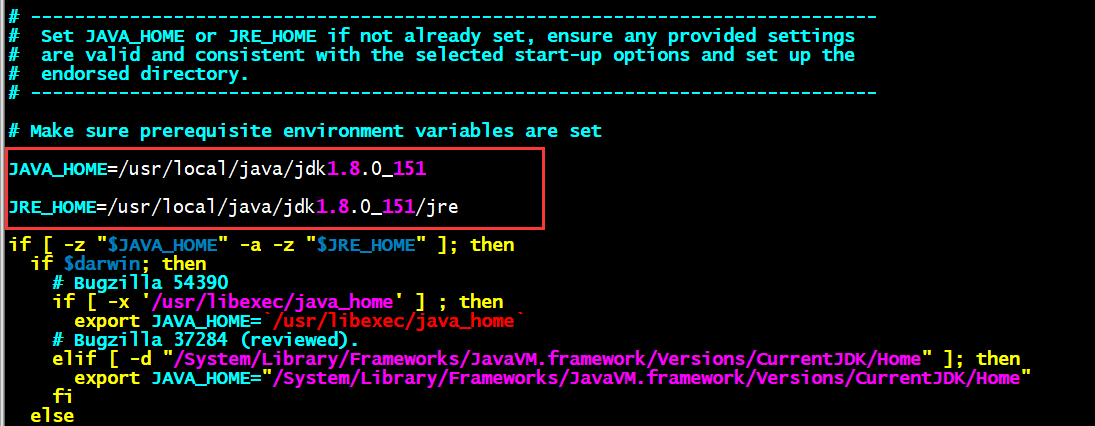 # -----------------------------------------------------------------------------
#  Set JAVA_HOME or JRE_HOME if not already set, ensure any provided settings
#  are valid and consistent with the selected start-up options and set up the
#  endorsed directory.
# -----------------------------------------------------------------------------
# Make sure prerequisite environment variables are set
JAVA_HOME=/usr/local/java/jdk1.8.0_151
JRE_HOME=/usr/local/java/jdk1.8.0_151/jre
if [ -z "$JAVA_HOME" -a -z "$JRE_HOME" ]; then
  if $darwin; then
    # Bugzilla 54390
    if [ -x '/usr/libexec/java_home' ] ; then
      export JAVA_HOME=`/usr/libexec/java_home`
    # Bugzilla 37284 (reviewed).
    elif [ -d "/System/Library/Frameworks/JavaVM.framework/Versions/CurrentJDK/Home" ]; then
      export JAVA_HOME="/System/Library/Frameworks/JavaVM.framework/Versions/CurrentJDK/Home"
    fi
  else